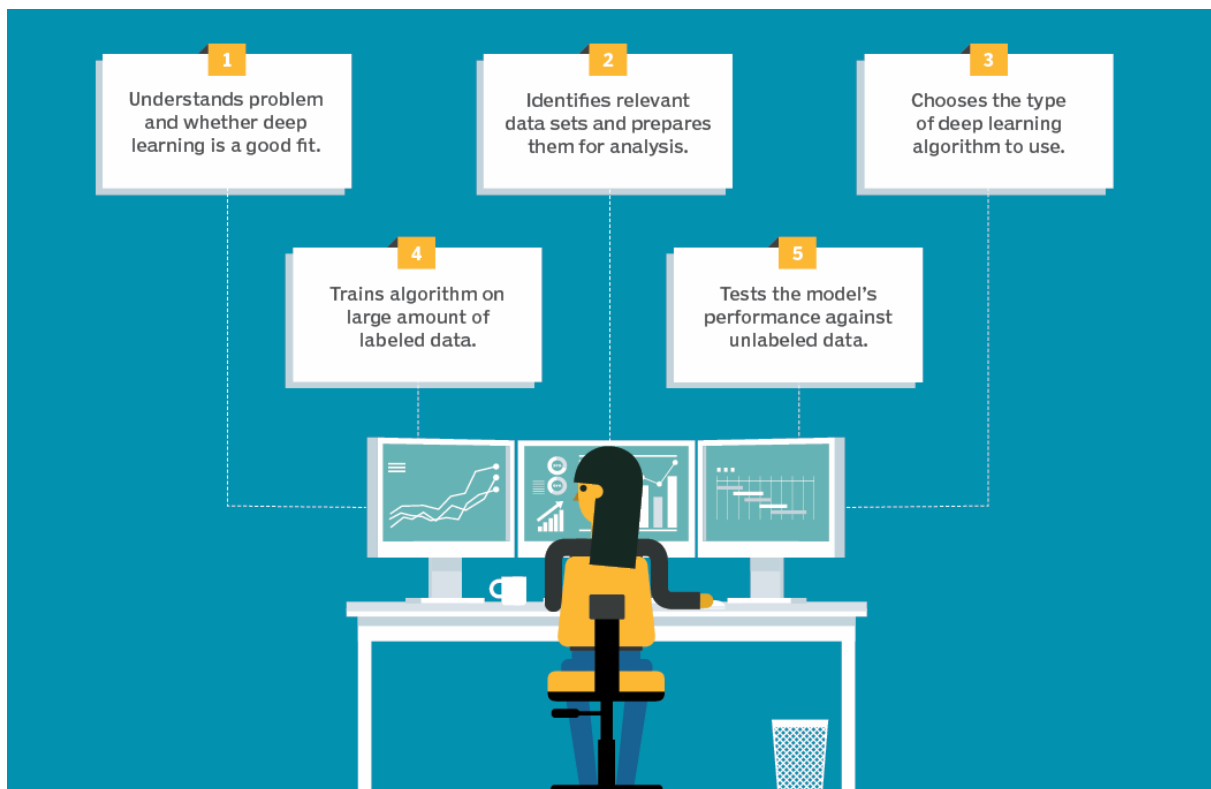 1
Understands problem
and whether deep
learning is a good fit.
2
Identifies relevant
data sets and prepares
them for analysis.
3
Chooses the type
of deep learning
algorithm to use.
4
Trains algorithm on
large amount of
labeled data.
5
Tests the model’s
performance against
unlabeled data.